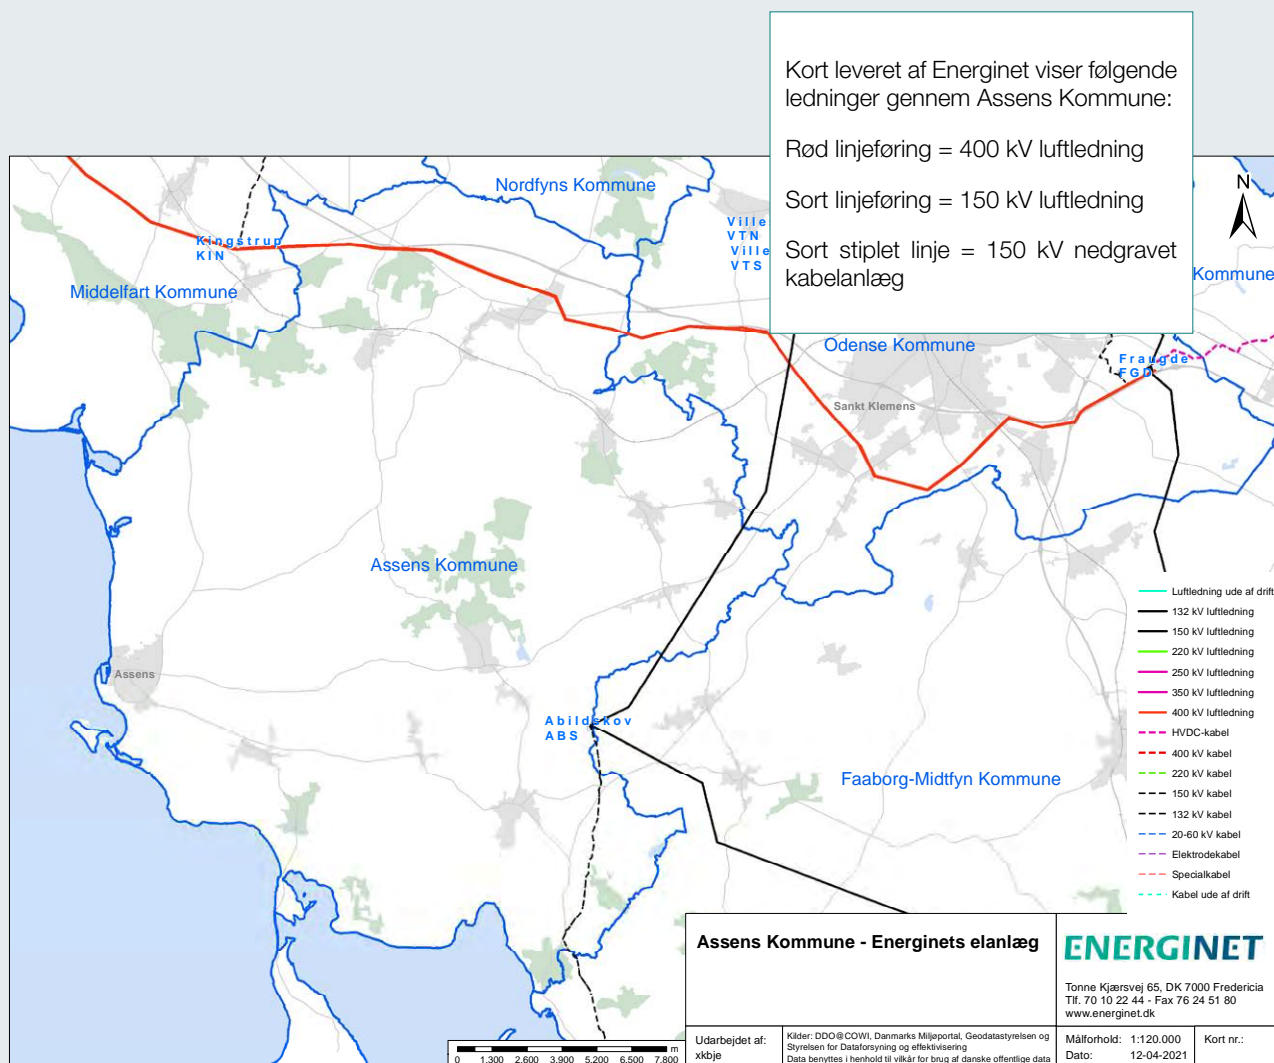 Kort leveret af Energinet viser følgende
ledninger gennem Assens Kommune:
Rød linjeføring = 400 kV luftledning
Sort linjeføring = 150 kV luftledning
Sort stiplet linje = 150 kV nedgravet
kabelanlæg
Nordfyns Kommune
N
Ville
VTN
Ville
VTS
Kingstrup
KIN
Kommune
Middelfart Kommune
Odense Kommune
Fraugde
FGD
Sankt Klemens
Assens Kommune
Assens
Abildskov
ABS
Faaborg-Midtfyn Kommune
Luftledning ude af drift
132 kV luftledning
150 kV luftledning
220 kV luftledning
250 kV luftledning
350 kV luftledning
400 kV luftledning
HVDC-kabel
400 kV kabel
220 kV kabel
150 kV kabel
132 kV kabel
20-60 kV kabel
Elektrodekabel
Specialkabel
Kabel ude af drift
Assens Kommune - Energinets elanlæg
ENERGINET
Tonne Kjærsvej 65, DK 7000 Fredericia
Tlf. 70 10 22 44 - Fax 76 24 51 80
www.energinet.dk
Udarbejdet af:
xkbje
Kilder: DDO@COWI, Danmarks Miljøportal, Geodatastyrelsen og
Styrelsen for Dataforsyning og effektivisering
Data benyttes i henhold til vilkår for brug af danske offentlige data
Målforhold: 1:120.000
Dato: 12-04-2021
Kort nr.:
m
0 1.300 2.600 3.900 5.200 6.500 7.800